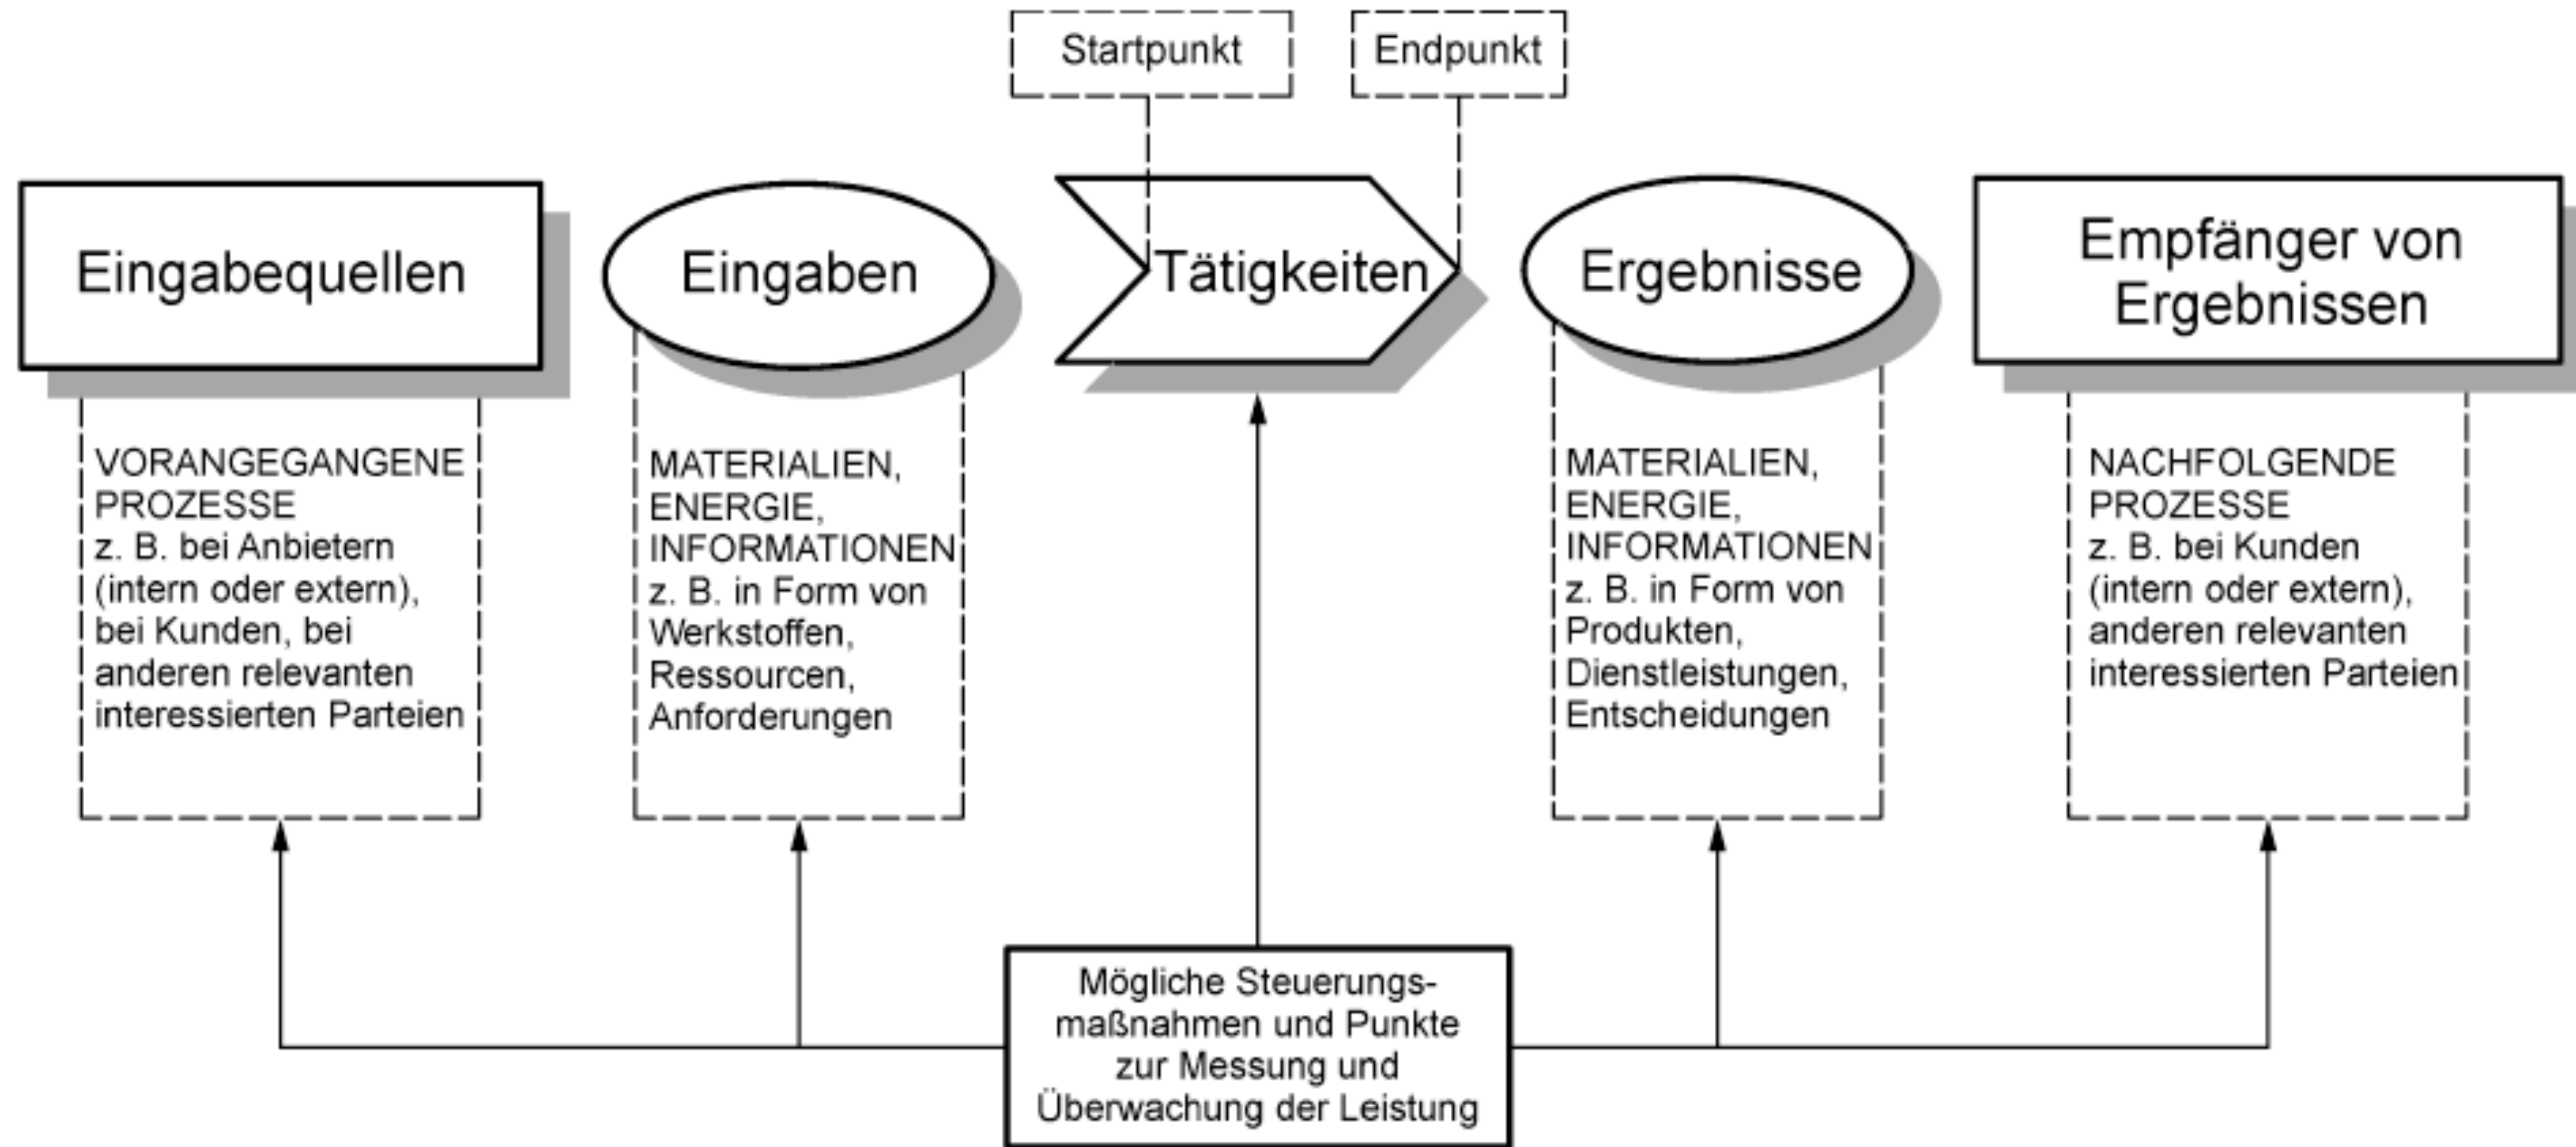 Startpunkt
Endpunkt
Eingabequellen
Eingaben
Tätigkeiten
Ergebnisse
Empfänger von
Ergebnissen
VORANGEGANGENE
PROZESSE
z. B. bei Anbietern
(intern oder extern),
bei Kunden, bei
anderen relevanten
interessierten Parteien
MATERIALIEN,
ENERGIE,
INFORMATIONEN
z. B. in Form von
Werkstoffen,
Ressourcen,
Anforderungen
MATERIALIEN,
ENERGIE,
INFORMATIONEN
z. B. in Form von
Produkten,
Dienstleistungen,
Entscheidungen
NACHFOLGENDE
PROZESSE
z. B. bei Kunden
(intern oder extern),
anderen relevanten
interessierten Parteien
Mögliche Steuerungs-
maßnahmen und Punkte
zur Messung und
Überwachung der Leistung